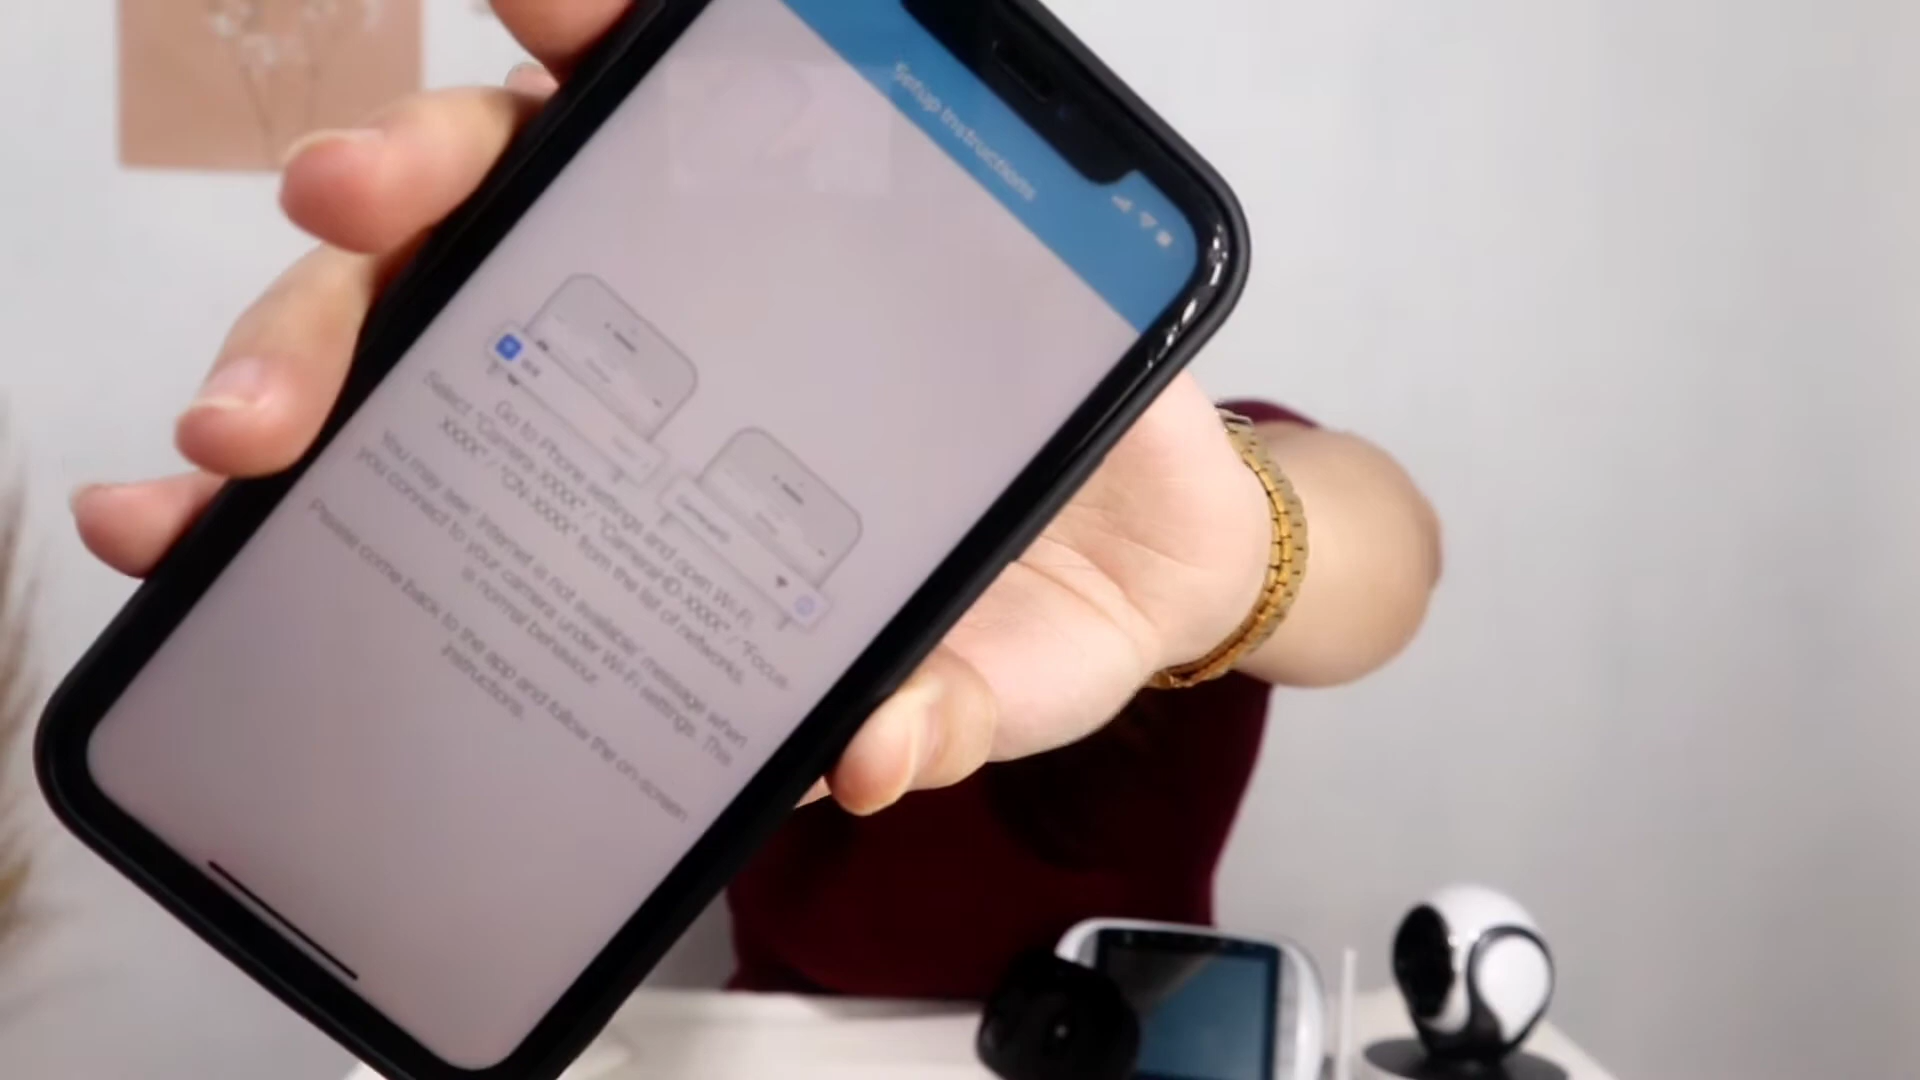 Setup Instructions
Go to Phone settings and open Wi-Fi.
Select "Camera-XXXX" / "CameraHD-XXXX" / "Focus-
XXXX" / "CN-XXXX" from the list of networks.
You may see 'Internet is not available' message when
you connect to your camera under Wi-Fi settings. This
is normal behaviour.
Please come back to the app and follow the on-screen
instructions.